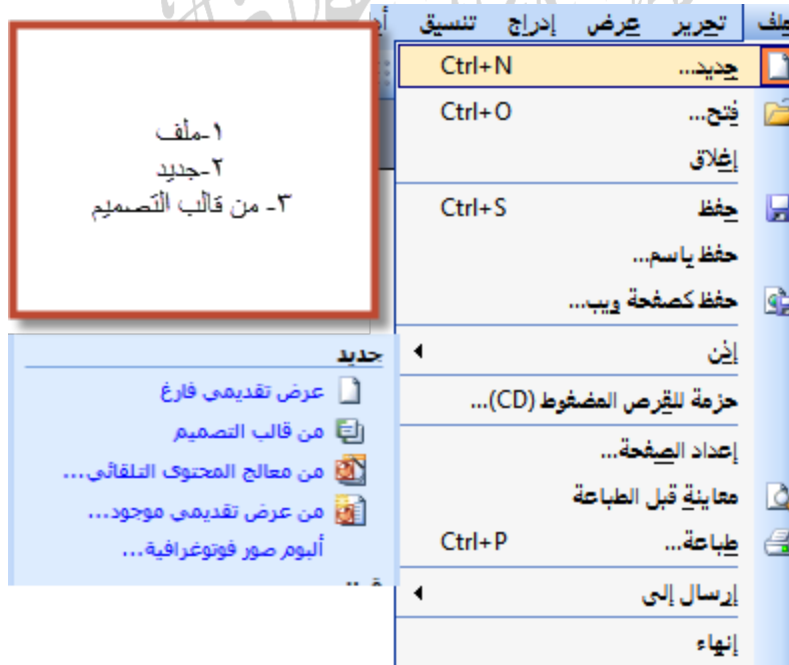 ملف تحرير عرض إدراج تنسيق
جديد... Ctrl+N
فتح... Ctrl+O
إغلاق
حفظ Ctrl+S
حفظ باسم...
حفظ كصفحة ويب...
إذن
حزمة للقرص المضغوط (CD)...
إعداد الصفحة...
معاينة قبل الطباعة
طباعة... Ctrl+P
إرسال إلى
إنهاء
١-ملف
٢-جديد
٣- من قالب التصميم
جديد
عرض تقديمي فارغ
من قالب التصميم
من معالج المحتوى التلقائي...
من عرض تقديمي موجود...
ألبوم صور فوتوغرافية...